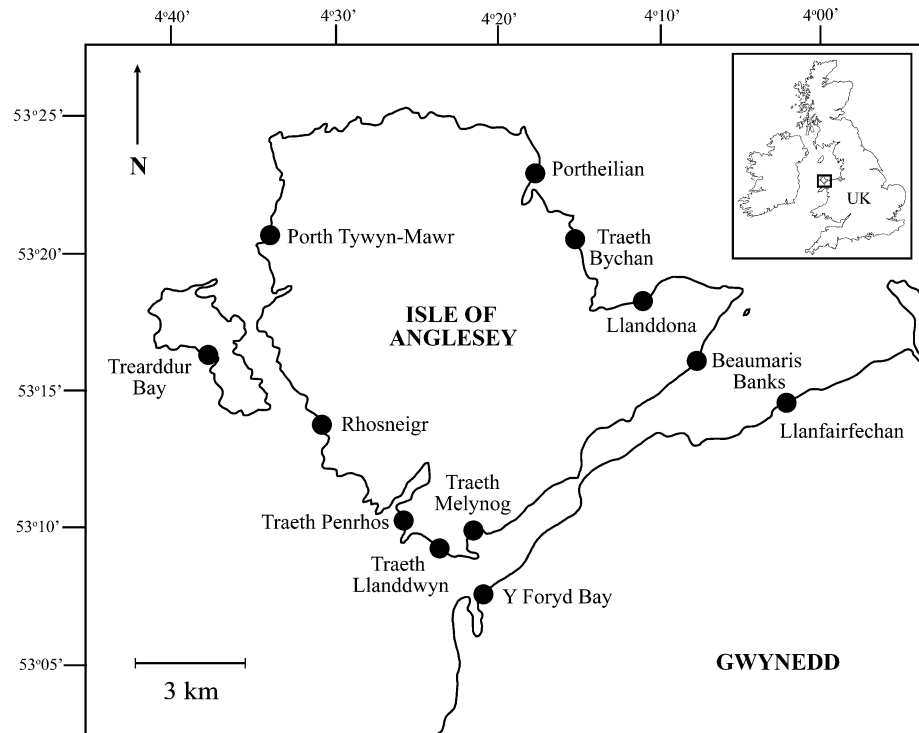 4°40’
4°30’
4°20’
4°10’
4°00’
53°25’
N
Portheilian
UK
Porth Tywyn-Mawr
Traeth
Bychan
53°20’
ISLE OF
ANGLESEY
Llanddona
Trearddur
Bay
Beaumaris
Banks
53°15’
Rhosneigr
Llanfairfechan
Traeth
Melynog
53°10’
Traeth Penrhos
Traeth
Llanddwyn
Y Foryd Bay
53°05’
GWYNEDD
3 km